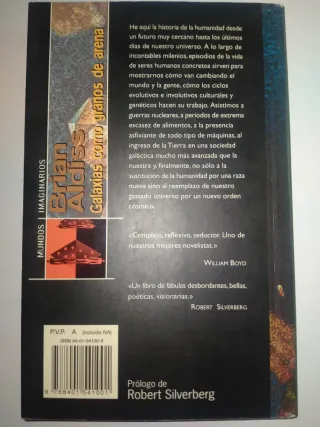 He aquí la historia de la humanidad desde
un futuro muy cercano hasta los últimos
días de nuestro universo. A lo largo de
incontables milenios, episodios de la vida
de seres humanos concretos sirven para
mostrarnos cómo van cambiando el
mundo y la gente, cómo los ciclos
evolutivos e involutivos culturales y
genéticos hacen su trabajo. Asistimos a
guerras nucleares, a períodos de extrema
escasez de alimentos, a la presencia
asfixiante de todo tipo de máquinas, al
ingreso de la Tierra en una sociedad
galáctica mucho más avanzada que la
nuestra y, finalmente, no sólo a la
sustitución de la humanidad por una
raza nueva sino al reemplazo de nuestro
gastado universo por un nuevo orden
cósmico.
«Complejo, reflexivo, seductor. Uno de
nuestros mejores novelistas.»
WILLIAM BOYD
«Un libro de fábulas desbordantes, bellas,
poéticas, visionarias.»
ROBERT SILVERBERG
Prólogo de
Robert Silverberg
MUNDOS IMAGINARIOS
Brian
Aldiss
Galaxias como granos de arena
P.V.P. A (incluido IVA)
ISBN 84-01-54100-X
9 788401 541001